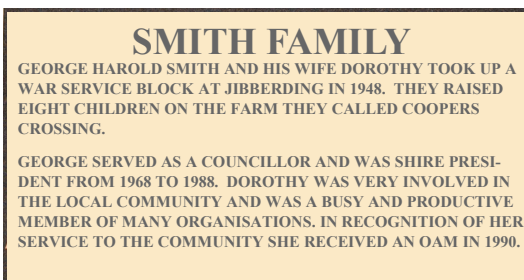 SMITH FAMILY
GEORGE HAROLD SMITH AND HIS WIFE DOROTHY TOOK UP A
WAR SERVICE BLOCK AT JIBBERDING IN 1948. THEY RAISED
EIGHT CHILDREN ON THE FARM THEY CALLED COOPERS
CROSSING.
GEORGE SERVED AS A COUNCILLOR AND WAS SHIRE PRESI-
DENT FROM 1968 TO 1988. DOROTHY WAS VERY INVOLVED IN
THE LOCAL COMMUNITY AND WAS A BUSY AND PRODUCTIVE
MEMBER OF MANY ORGANISATIONS. IN RECOGNITION OF HER
SERVICE TO THE COMMUNITY SHE RECEIVED AN OAM IN 1990.